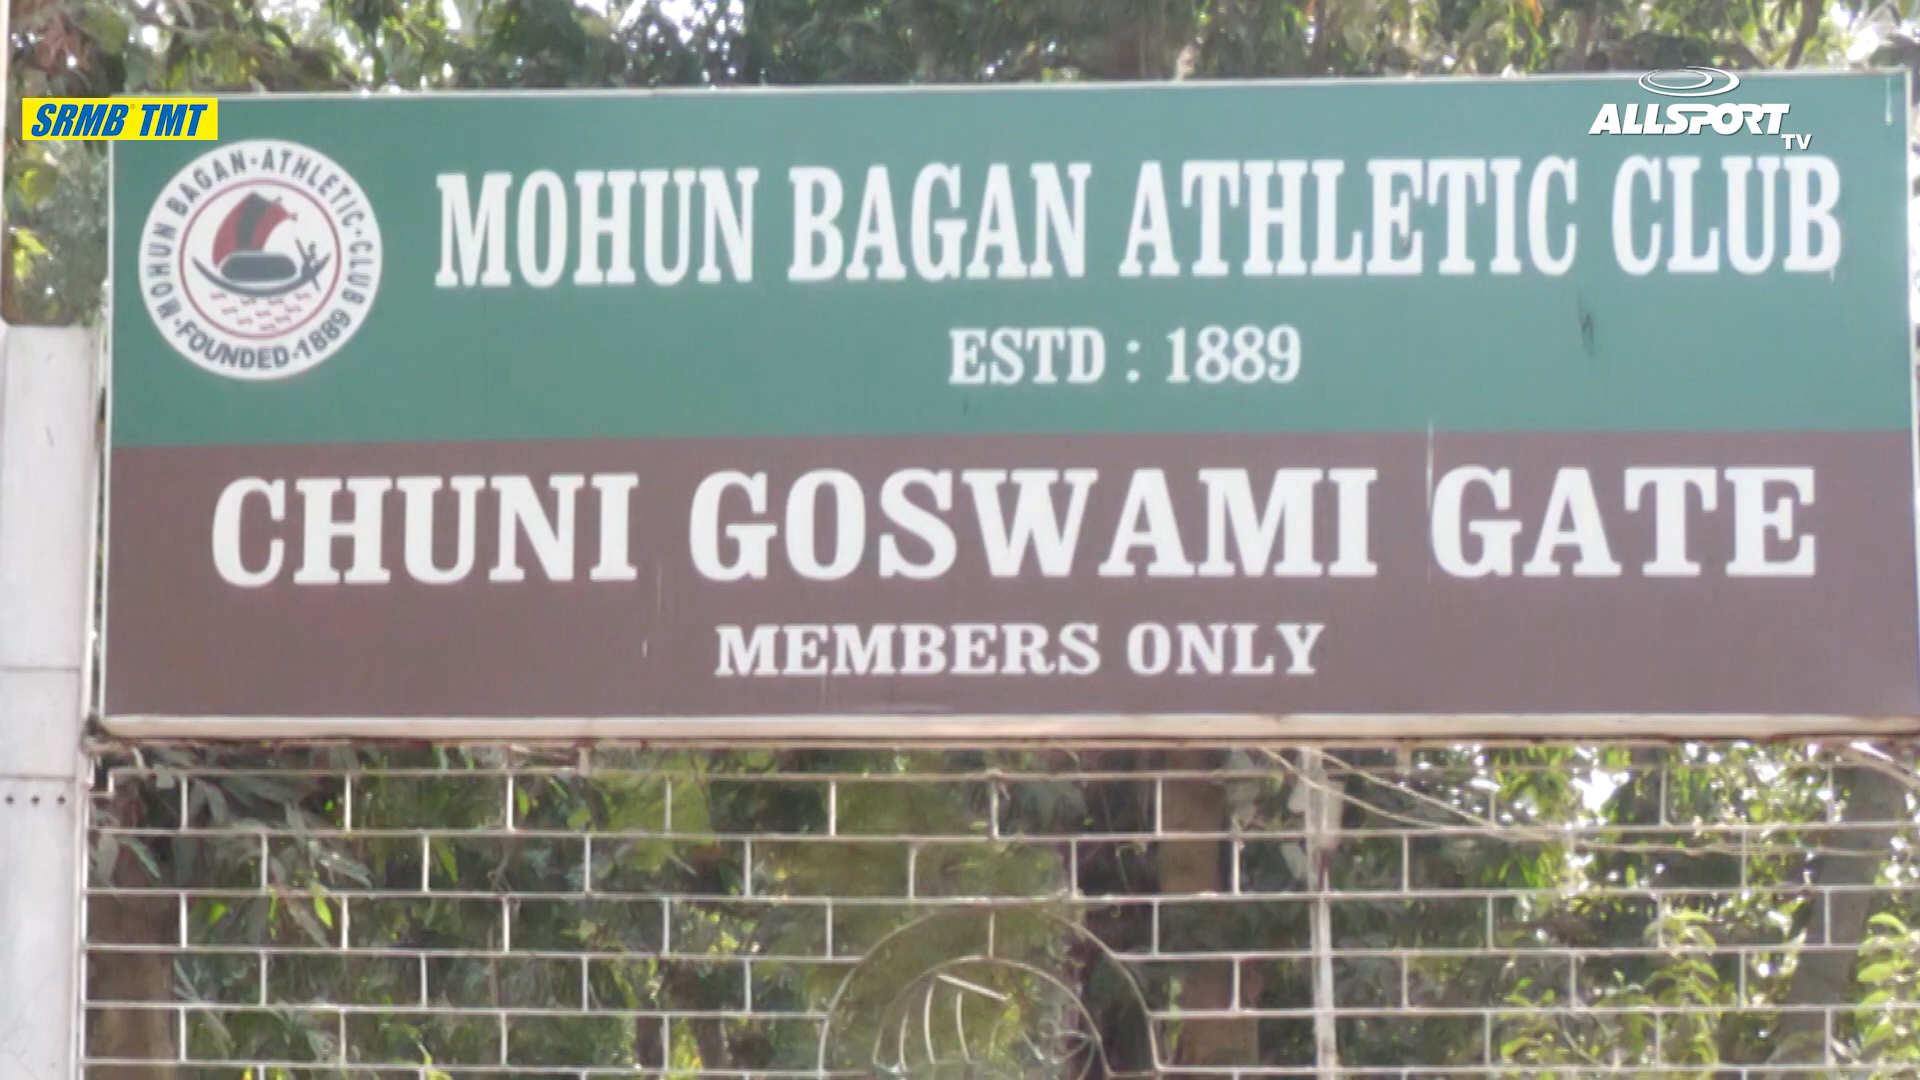 SRMB TMT
ALLSPORT
TV
MOHUN BAGAN·ATHLETIC·CLUB
·FOUNDED·1889
MOHUN BAGAN ATHLETIC CLUB
ESTD : 1889
CHUNI GOSWAMI GATE
MEMBERS ONLY